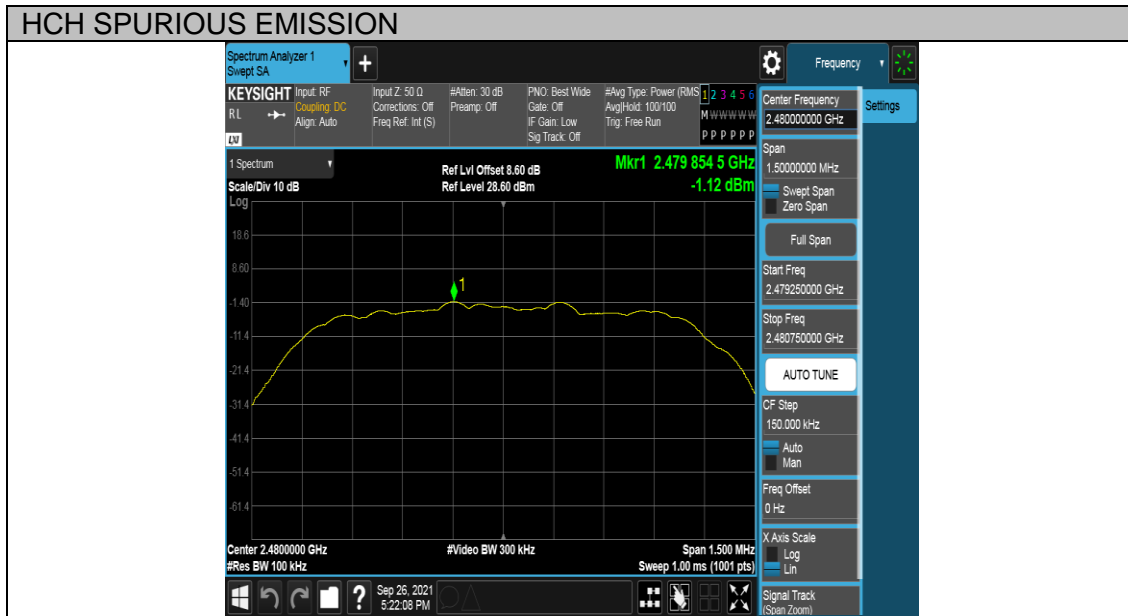 HCH SPURIOUS EMISSION
Spectrum Analyzer 1
Swept SA
+
Frequency
KEYSIGHT
RL
LXI
Input: RF
Coupling: DC
Align: Auto
Input Z: 50 Ω
Corrections: Off
Freq Ref: Int (S)
#Atten: 30 dB
Preamp: Off
PNO: Best Wide
Gate: Off
IF Gain: Low
Sig Track: Off
#Avg Type: Power (RMS
Avg|Hold: 100/100
Trig: Free Run
1 2 3 4 5 6
M W W W W W
P P P P P P
1 Spectrum
Scale/Div 10 dB
Log
Ref Lvl Offset 8.60 dB
Ref Level 28.60 dBm
Mkr1 2.479 854 5 GHz
-1.12 dBm
18.6
8.60
-1.40
-11.4
-21.4
-31.4
-41.4
-51.4
-61.4
1
Center 2.4800000 GHz
#Res BW 100 kHz
#Video BW 300 kHz
Span 1.500 MHz
Sweep 1.00 ms (1001 pts)
Sep 26, 2021
5:22:08 PM
?
Center Frequency
2.480000000 GHz
Settings
Span
1.50000000 MHz
Swept Span
Zero Span
Full Span
Start Freq
2.479250000 GHz
Stop Freq
2.480750000 GHz
AUTO TUNE
CF Step
150.000 kHz
Auto
Man
Freq Offset
0 Hz
X Axis Scale
Log
Lin
Signal Track
(Span Zoom)